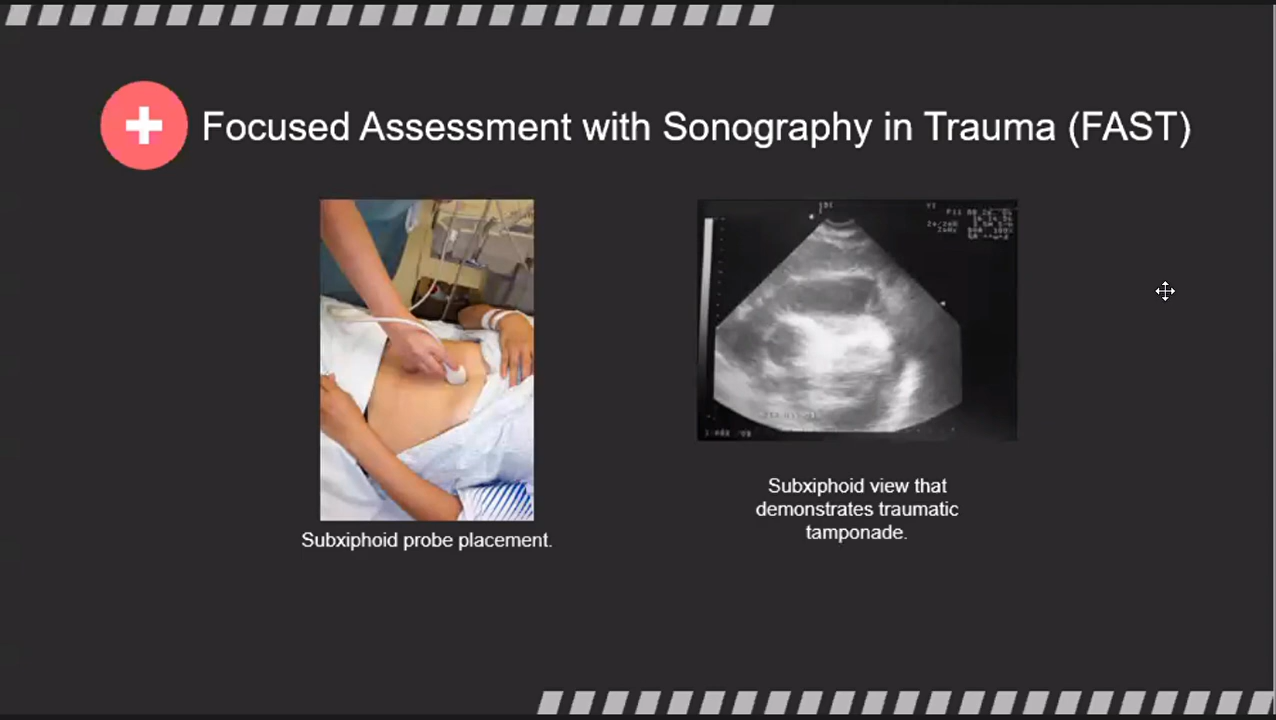 Focused Assessment with Sonography in Trauma (FAST)
Subxiphoid probe placement.
Subxiphoid view that
demonstrates traumatic
tamponade.